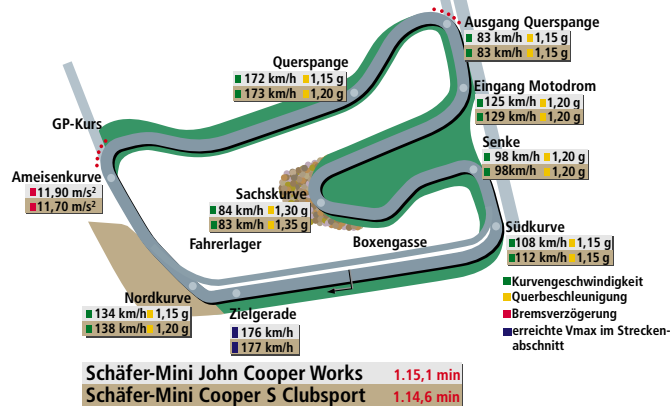 Ausgang Querspange
83 km/h 1,15 g
83 km/h 1,15 g
Querspange
172 km/h 1,15 g
173 km/h 1,20 g
Eingang Motodrom
125 km/h 1,20 g
129 km/h 1,20 g
GP-Kurs
Senke
98 km/h 1,20 g
98km/h 1,20 g
Ameisenkurve
11,90 m/s²
11,70 m/s²
Sachskurve
84 km/h 1,30 g
83 km/h 1,35 g
Südkurve
108 km/h 1,15 g
112 km/h 1,15 g
Fahrerlager
Boxengasse
Kurvengeschwindigkeit
Querbeschleunigung
Bremsverzögerung
erreichte Vmax im Strecken-
abschnitt
Nordkurve
134 km/h 1,15 g
138 km/h 1,20 g
Zielgerade
176 km/h
177 km/h
Schäfer-Mini John Cooper Works 1.15,1 min
Schäfer-Mini Cooper S Clubsport 1.14,6 min